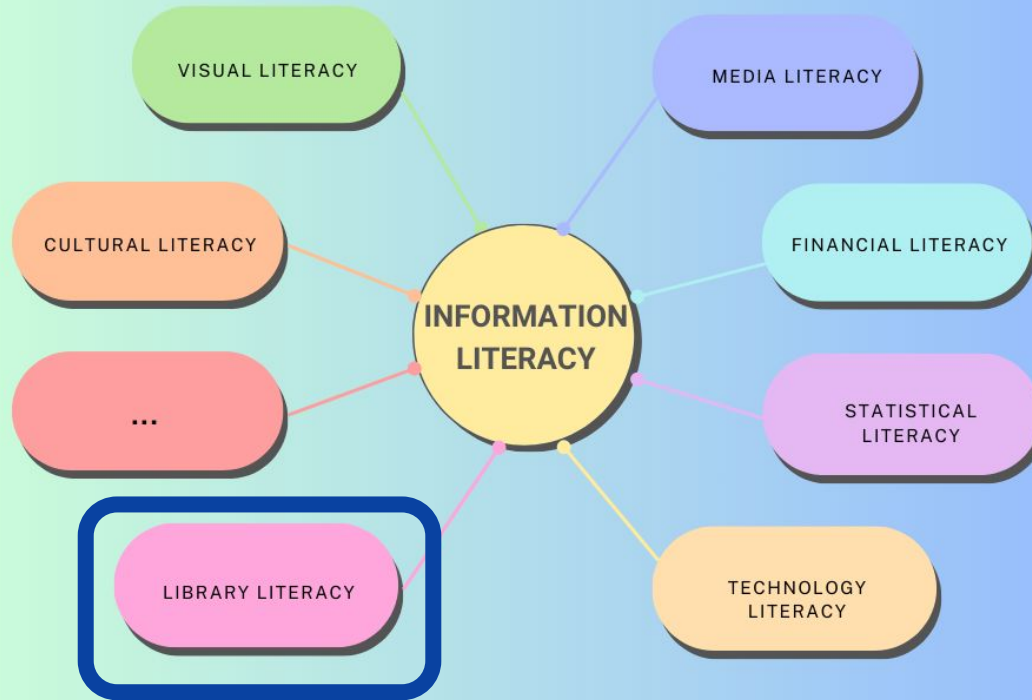 VISUAL LITERACY
MEDIA LITERACY
CULTURAL LITERACY
FINANCIAL LITERACY
INFORMATION
LITERACY
...
STATISTICAL
LITERACY
LIBRARY LITERACY
TECHNOLOGY
LITERACY